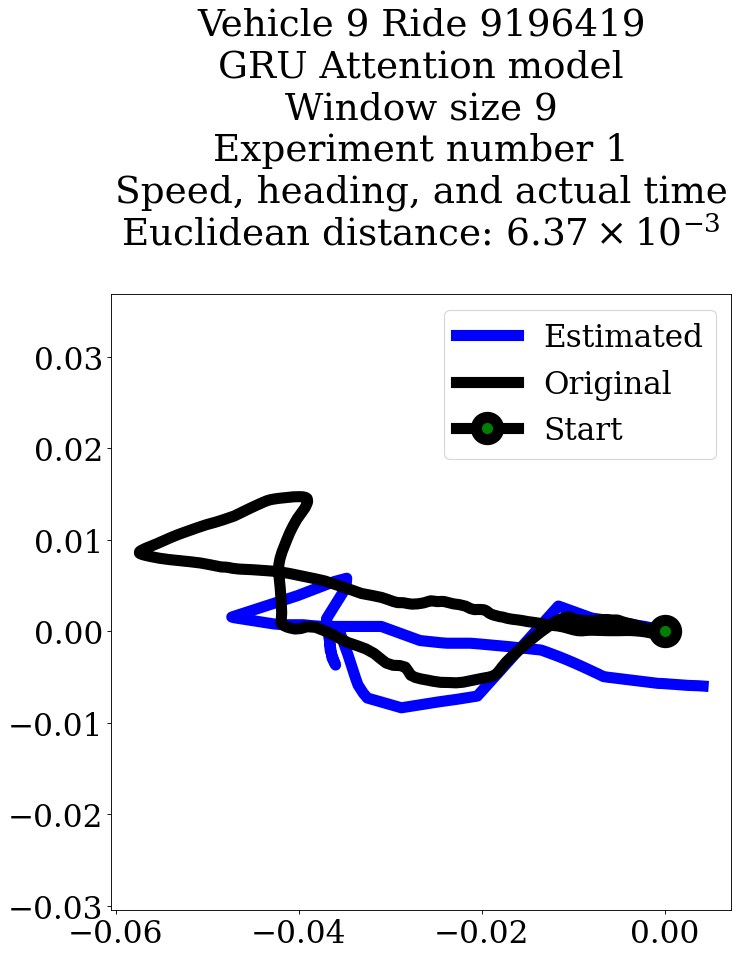 Vehicle 9 Ride 9196419
GRU Attention model
Window size 9
Experiment number 1
Speed, heading, and actual time
Euclidean distance: 6.37 × 10⁻³
Estimated
Original
Start
0.03
0.02
0.01
0.00
−0.01
−0.02
−0.03
−0.06 −0.04 −0.02 0.00